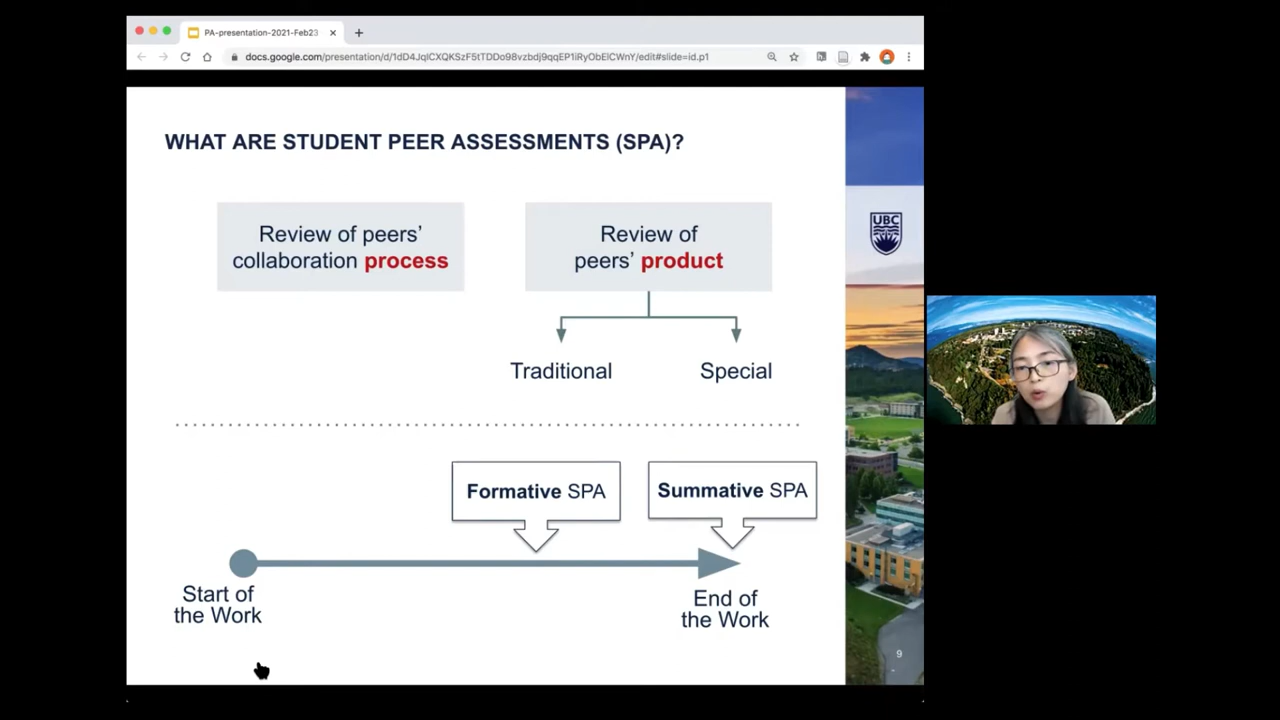 PA-presentation-2021-Feb23
docs.google.com/presentation/d/1dD4JqlCXQKSzF5tTDDo98vzbdj9qqEP1iRyObElCWnY/edit#slide=id.p1
WHAT ARE STUDENT PEER ASSESSMENTS (SPA)?
Review of peers’
collaboration process
Review of
peers’ product
UBC
Traditional
Special
Formative SPA
Summative SPA
Start of
the Work
End of
the Work
9